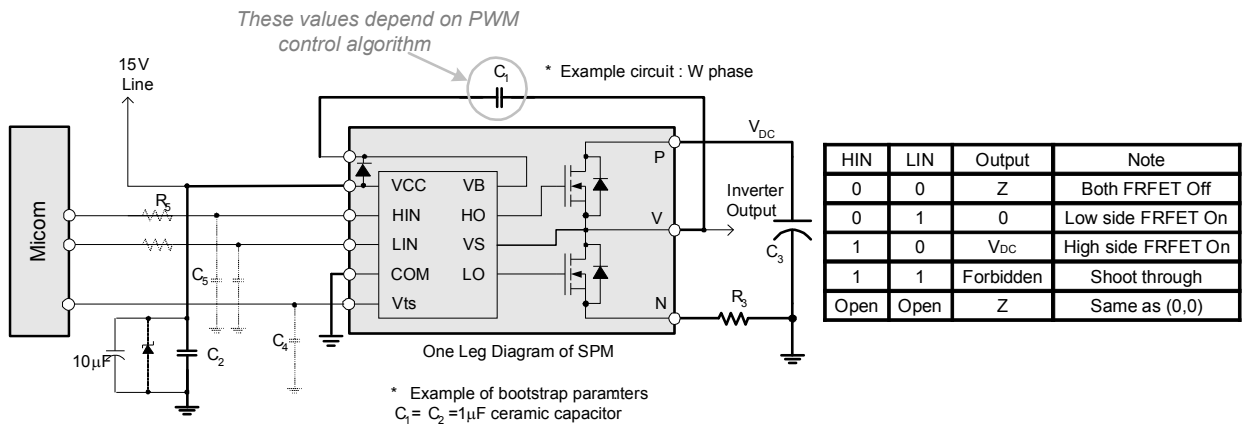 These values depend on PWM
control algorithm
15V
Line
C1
* Example circuit : W phase
VDC
P
Micom
R5
VCC
VB
HIN
HO
LIN
VS
COM
LO
Vts
V
N
Inverter
Output
C3
R3
C5
C4
10μF
C2
One Leg Diagram of SPM
* Example of bootstrap paramters
C1= C2 =1μF ceramic capacitor
HIN LIN Output Note
0 0 Z Both FRFET Off
0 1 0 Low side FRFET On
1 0 VDC High side FRFET On
1 1 Forbidden Shoot through
Open Open Z Same as (0,0)